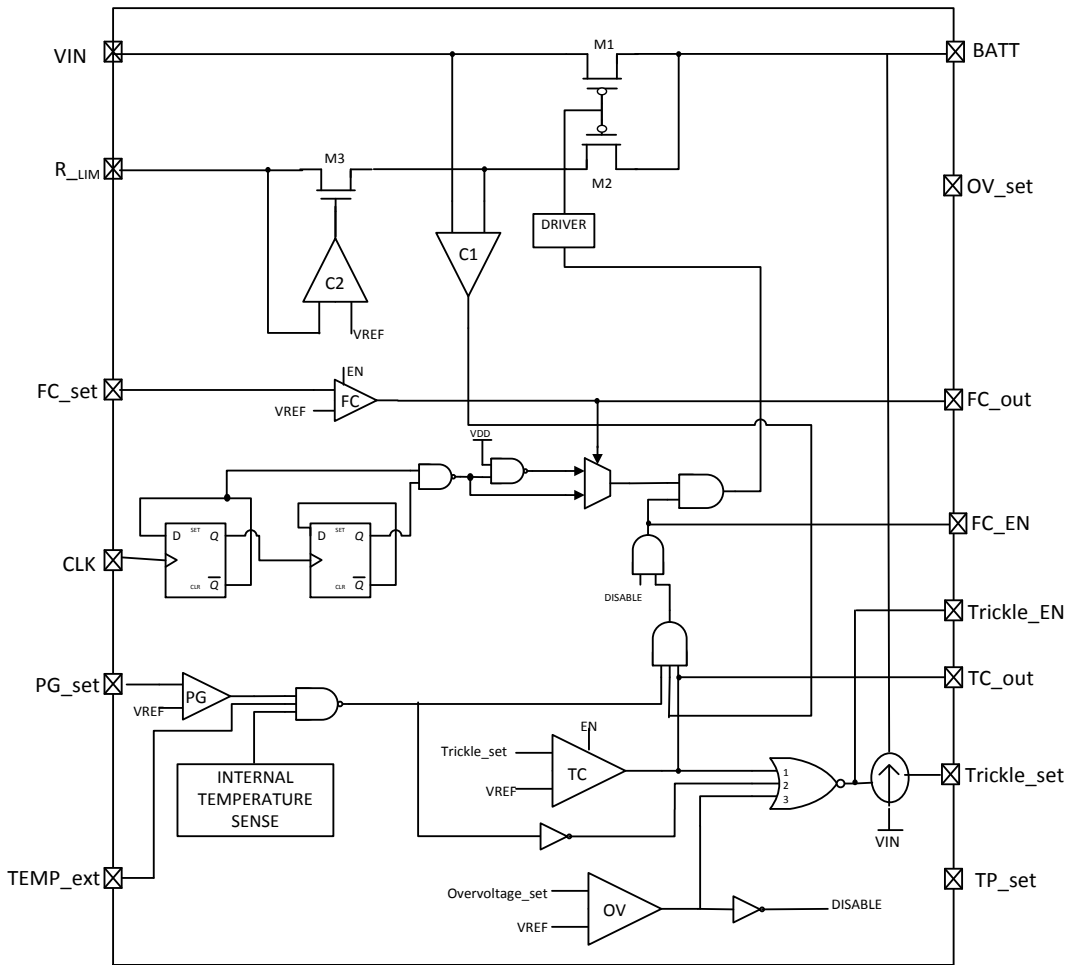 VIN
M1
BATT
R_LIM
M3
M2
OV_set
DRIVER
C1
C2
VREF
FC_set
EN
FC
VREF
FC_out
VDD
D
SET
Q
CLR
Q
D
SET
Q
CLR
Q
CLK
FC_EN
DISABLE
Trickle_EN
PG_set
PG
VREF
TC_out
EN
Trickle_set
TC
VREF
1
2
3
Trickle_set
INTERNAL
TEMPERATURE
SENSE
VIN
TEMP_ext
TP_set
Overvoltage_set
OV
VREF
DISABLE